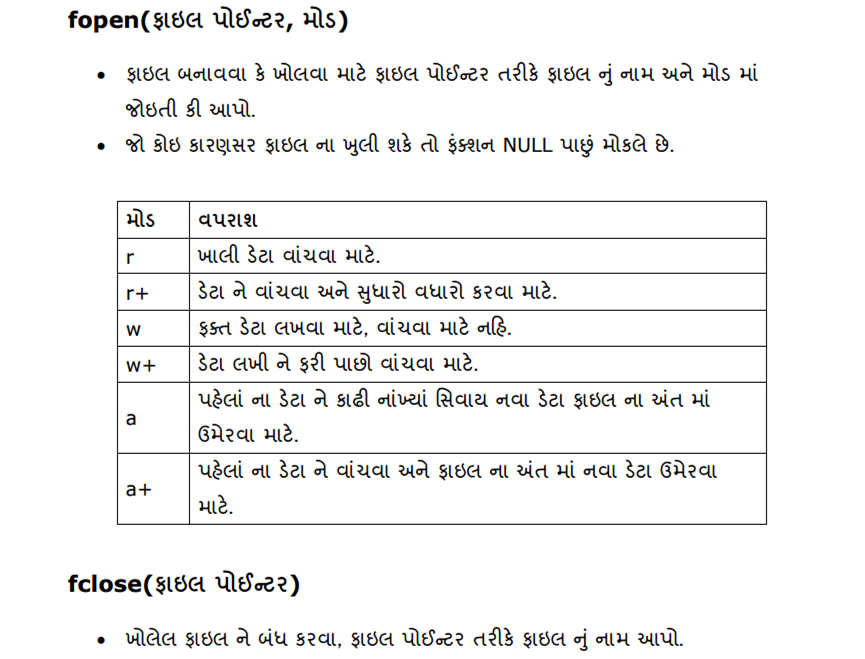 fopen(ફાઇલ પોઈન્ટર, મોડ)
• ફાઇલ બનાવવા કે ખોલવા માટે ફાઇલ પોઈન્ટર તરીકે ફાઇલ નું નામ અને મોડ માં
જોઇતી કી આપો.
• જો કોઇ કારણસર ફાઇલ ના ખુલી શકે તો ફંક્શન NULL પાછું મોકલે છે.
મોડ વપરાશ
r ખાલી ડેટા વાંચવા માટે.
r+ ડેટા ને વાંચવા અને સુધારો વધારો કરવા માટે.
w ફક્ત ડેટા લખવા માટે, વાંચવા માટે નહિ.
w+ ડેટા લખી ને ફરી પાછો વાંચવા માટે.
a પહેલાં ના ડેટા ને કાઢી નાંખ્યાં સિવાય નવા ડેટા ફાઇલ ના અંત માં
ઉમેરવા માટે.
a+ પહેલાં ના ડેટા ને વાંચવા અને ફાઇલ ના અંત માં નવા ડેટા ઉમેરવા
માટે.
fclose(ફાઇલ પોઈન્ટર)
• ખોલેલ ફાઇલ ને બંધ કરવા, ફાઇલ પોઈન્ટર તરીકે ફાઇલ નું નામ આપો.